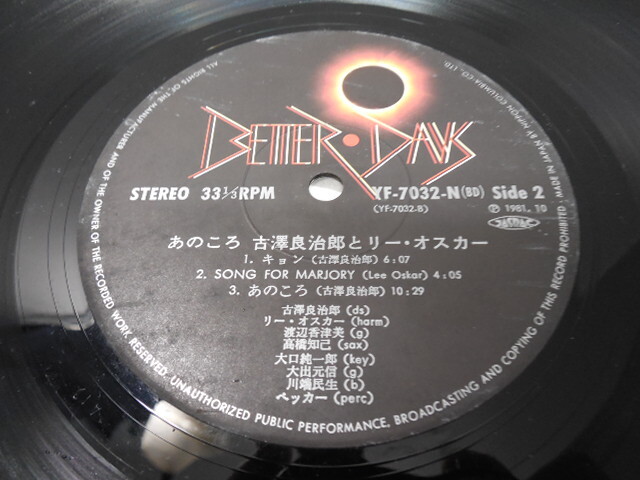 BETTER・DAYS
STEREO 33 1/3 RPM
YF-7032-N(BD) Side 2
(YF-7032-B)
Ⓟ 1981. 10
JASRAC
あのころ 古澤良治郎とリー・オスカー
1. キョン (古澤良治郎) 6:07
2. SONG FOR MARJORY (Lee Oskar) 4:05
3. あのころ (古澤良治郎) 10:29
古澤良治郎 (ds)
リー・オスカー (harm)
渡辺香津美 (g)
高橋知己 (sax)
大口純一郎 (key)
大出元信 (g)
川端民生 (b)
ペッカー (perc)
ALL RIGHTS OF THE MANUFACTURER AND OF THE OWNER OF THE RECORDED WORK RESERVED. UNAUTHORIZED PUBLIC PERFORMANCE, BROADCASTING AND COPYING OF THIS RECORD PROHIBITED MADE IN JAPAN BY NIPPON COLUMBIA CO., LTD.